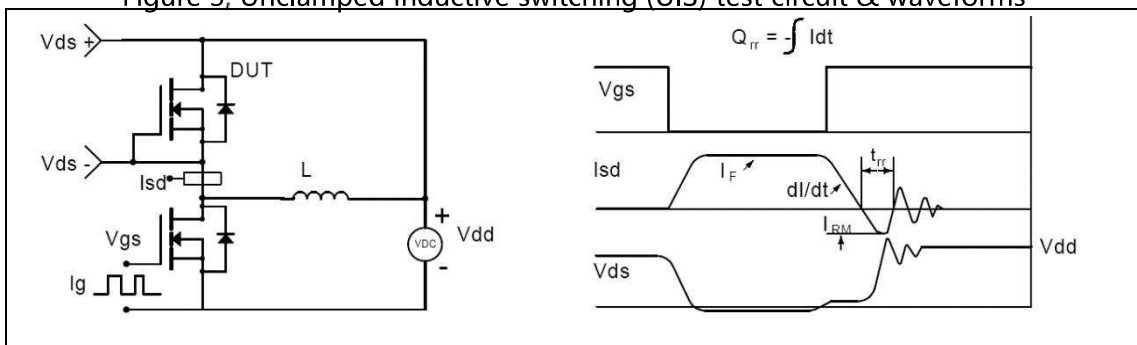 Figure 3, Unclamped inductive switching (UIS) test circuit & waveforms
Vds +
DUT
Vds -
Isd
L
Vgs
Ig
+
VDC
Vdd
-
Qrr = -∫ Idt
Vgs
Isd
IF
dI/dt
trr
IRM
Vds
Vdd